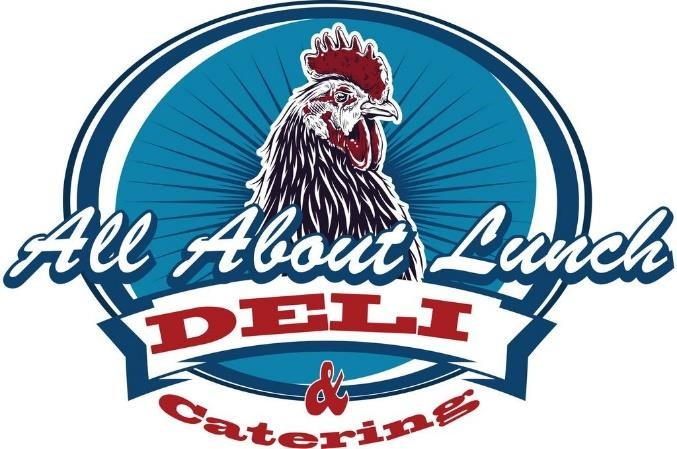 All About Lunch
DELI
&
Catering